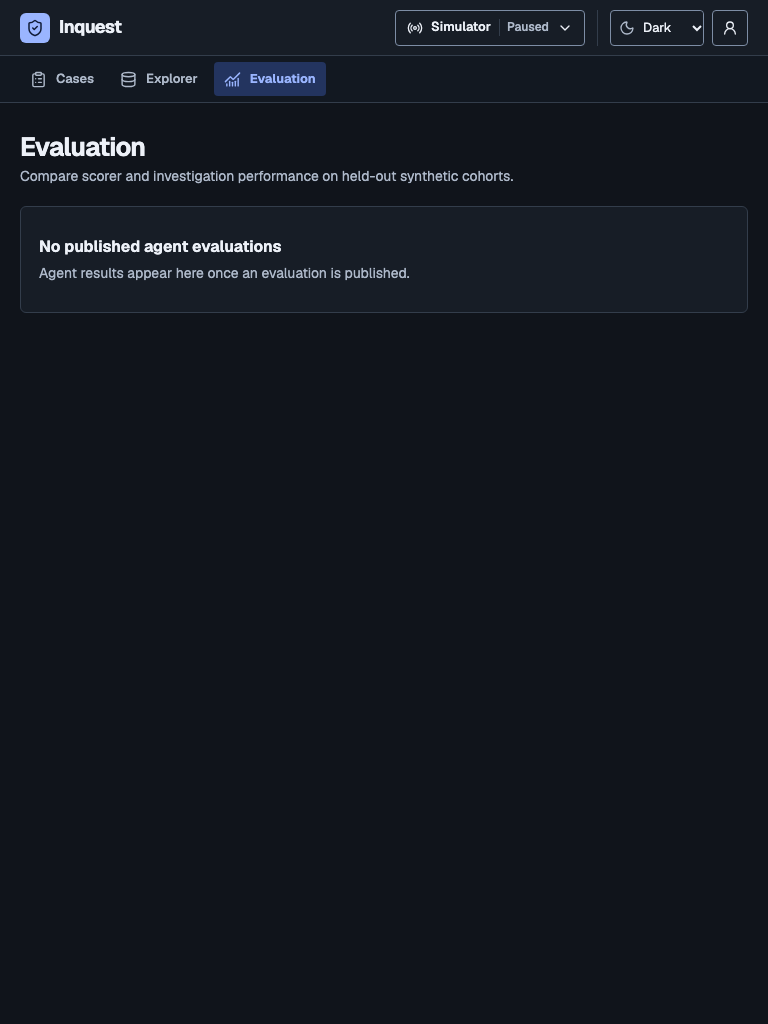 Inquest
Simulator Paused
Dark
Cases Explorer Evaluation
Evaluation
Compare scorer and investigation performance on held-out synthetic cohorts.
No published agent evaluations
Agent results appear here once an evaluation is published.